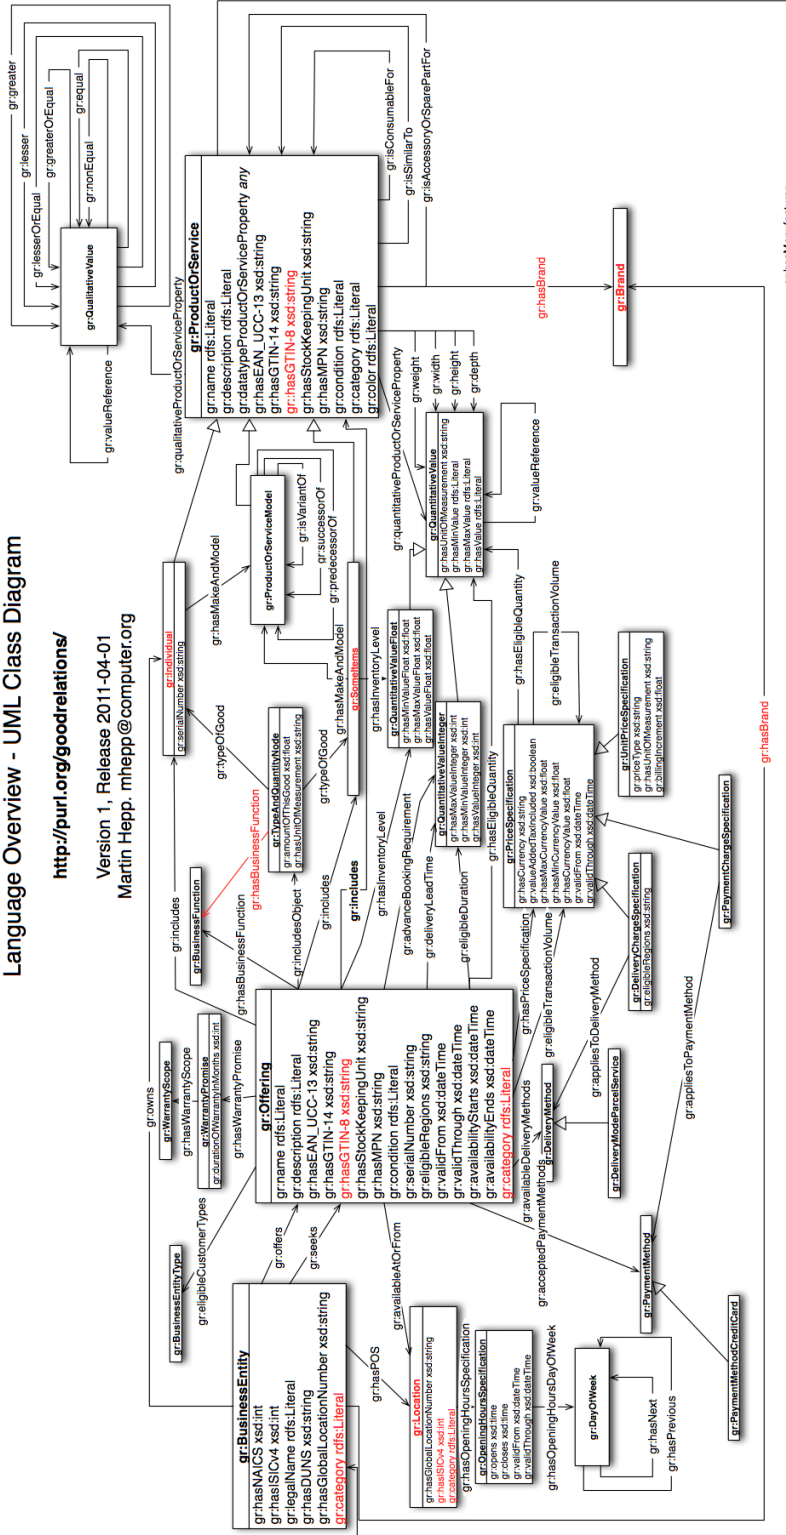 Language Overview - UML Class Diagram
http://purl.org/goodrelations/
Version 1, Release 2011-04-01
Martin Hepp. mhepp@computer.org
gr:BusinessEntity
gr:hasNAICS xsd:int
gr:hasISICv4 xsd:int
gr:legalName rdfs:Literal
gr:hasDUNS xsd:string
gr:hasGlobalLocationNumber xsd:string
gr:category rdfs:Literal
gr:owns
gr:BusinessEntityType
gr:eligibleCustomerTypes
gr:offers
gr:seeks
gr:hasPOS
gr:availableAtOrFrom
gr:Location
gr:hasGlobalLocationNumber xsd:string
gr:hasISICv4 xsd:int
gr:category rdfs:Literal
gr:hasOpeningHoursSpecification
gr:OpeningHoursSpecification
gr:opens xsd:time
gr:closes xsd:time
gr:validFrom xsd:dateTime
gr:validThrough xsd:dateTime
gr:hasOpeningHoursDayOfWeek
gr:DayOfWeek
gr:hasNext
gr:hasPrevious
gr:WarrantyScope
gr:hasWarrantyScope
gr:WarrantyPromise
gr:durationOfWarrantyInMonths xsd:int
gr:hasWarrantyPromise
gr:Offering
gr:name rdfs:Literal
gr:description rdfs:Literal
gr:hasEAN_UCC-13 xsd:string
gr:hasGTIN-14 xsd:string
gr:hasGTIN-8 xsd:string
gr:hasStockKeepingUnit xsd:string
gr:hasMPN xsd:string
gr:condition rdfs:Literal
gr:serialNumber xsd:string
gr:eligibleRegions xsd:string
gr:validFrom xsd:dateTime
gr:validThrough xsd:dateTime
gr:availabilityStarts xsd:dateTime
gr:availabilityEnds xsd:dateTime
gr:category rdfs:Literal
gr:availableDeliveryMethods
gr:acceptedPaymentMethods
gr:DeliveryMethod
gr:DeliveryModeParcelService
gr:PaymentMethod
gr:PaymentMethodCreditCard
gr:appliesToDeliveryMethod
gr:appliesToPaymentMethod
gr:includes
gr:BusinessFunction
gr:hasBusinessFunction
gr:hasBusinessFunction
gr:includesObject
gr:includes
gr:includes
gr:hasInventoryLevel
gr:advanceBookingRequirement
gr:deliveryLeadTime
gr:eligibleDuration
gr:hasEligibleQuantity
gr:hasPriceSpecification
gr:eligibleTransactionVolume
gr:TypeAndQuantityNode
gr:amountOfThisGood xsd:float
gr:hasUnitOfMeasurement xsd:string
gr:typeOfGood
gr:typeOfGood
gr:Individual
gr:serialNumber xsd:string
gr:hasMakeAndModel
gr:ProductOrServiceModel
gr:isVariantOf
gr:successorOf
gr:predecessorOf
gr:hasMakeAndModel
gr:SomeItems
gr:hasInventoryLevel
gr:QuantitativeValueFloat
gr:hasMinValueFloat xsd:float
gr:hasMaxValueFloat xsd:float
gr:hasValueFloat xsd:float
gr:QuantitativeValueInteger
gr:hasMaxValueInteger xsd:int
gr:hasMinValueInteger xsd:int
gr:hasValueInteger xsd:int
gr:PriceSpecification
gr:hasCurrency xsd:string
gr:valueAddedTaxIncluded xsd:boolean
gr:hasMaxCurrencyValue xsd:float
gr:hasMinCurrencyValue xsd:float
gr:hasCurrencyValue xsd:float
gr:validFrom xsd:dateTime
gr:validThrough xsd:dateTime
gr:hasEligibleQuantity
gr:eligibleTransactionVolume
gr:UnitPriceSpecification
gr:priceType xsd:string
gr:hasUnitOfMeasurement xsd:string
gr:billingIncrement xsd:float
gr:DeliveryChargeSpecification
gr:eligibleRegions xsd:string
gr:PaymentChargeSpecification
gr:QualitativeValue
gr:greater
gr:lesser
gr:lesserOrEqual
gr:greaterOrEqual
gr:equal
gr:nonEqual
gr:valueReference
gr:qualitativeProductOrServiceProperty
gr:ProductOrService
gr:name rdfs:Literal
gr:description rdfs:Literal
gr:datatypeProductOrServiceProperty any
gr:hasEAN_UCC-13 xsd:string
gr:hasGTIN-14 xsd:string
gr:hasGTIN-8 xsd:string
gr:hasStockKeepingUnit xsd:string
gr:hasMPN xsd:string
gr:condition rdfs:Literal
gr:category rdfs:Literal
gr:color rdfs:Literal
gr:isConsumableFor
gr:isSimilarTo
gr:isAccessoryOrSparePartFor
gr:quantitativeProductOrServiceProperty
gr:weight
gr:width
gr:height
gr:depth
gr:QuantitativeValue
gr:hasUnitOfMeasurement xsd:string
gr:hasMinValue rdfs:Literal
gr:hasMaxValue rdfs:Literal
gr:hasValue rdfs:Literal
gr:valueReference
gr:hasBrand
gr:Brand
gr:hasBrand